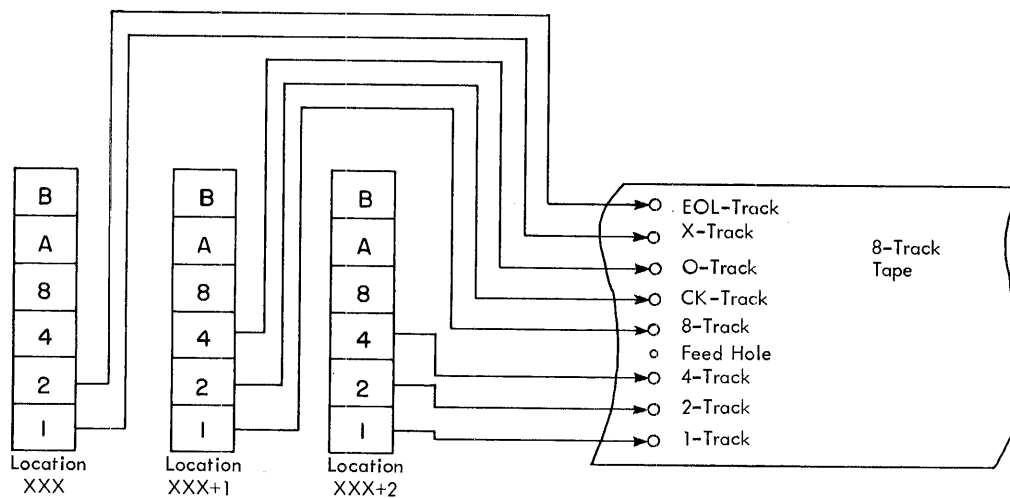 B
A
8
4
2
1
Location
XXX
B
A
8
4
2
1
Location
XXX+1
B
A
8
4
2
1
Location
XXX+2
EOL-Track
X-Track
O-Track
CK-Track
8-Track
Feed Hole
4-Track
2-Track
1-Track
8-Track
Tape